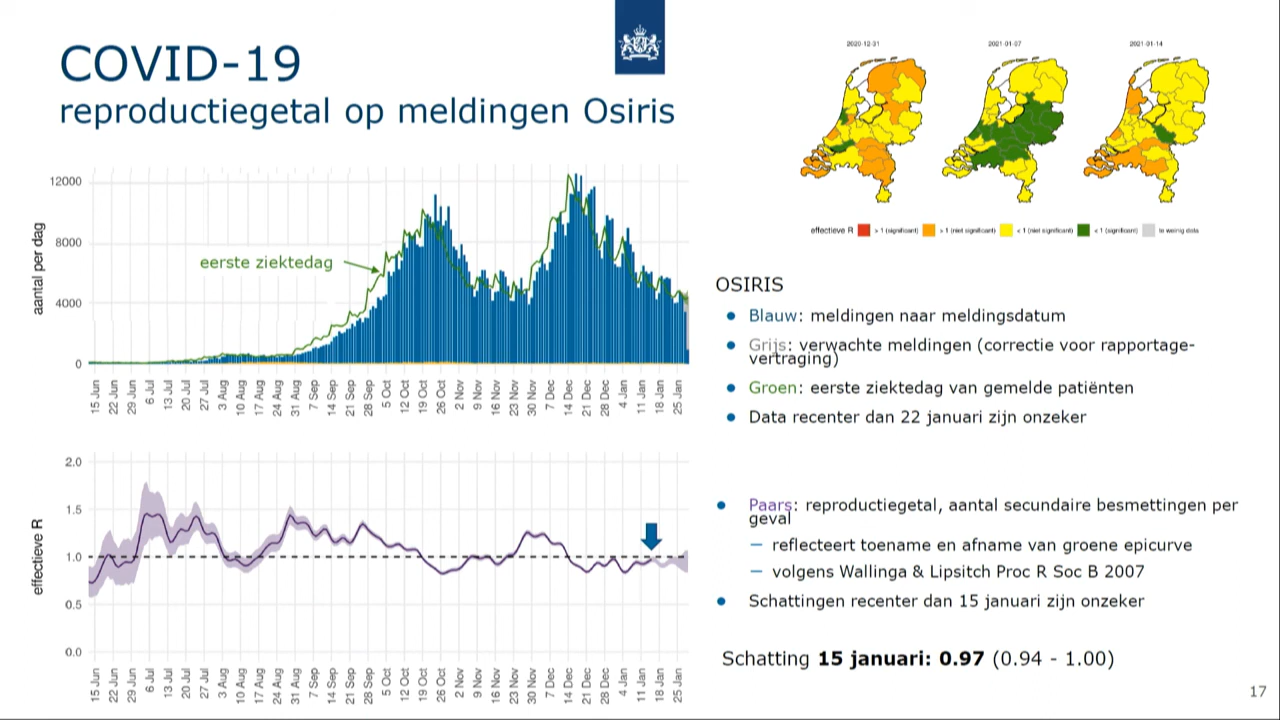 COVID-19
reproductiegetal op meldingen Osiris
2020-12-31 2021-01-07 2021-01-14
effectieve R > 1 (significant) > 1 (niet significant) < 1 (niet significant) < 1 (significant) te weinig data
aantal per dag
12000
8000
4000
0
eerste ziektedag
15 Jun 22 Jun 29 Jun 6 Jul 13 Jul 20 Jul 27 Jul 3 Aug 10 Aug 17 Aug 24 Aug 31 Aug 7 Sep 14 Sep 21 Sep 28 Sep 5 Oct 12 Oct 19 Oct 26 Oct 2 Nov 9 Nov 16 Nov 23 Nov 30 Nov 7 Dec 14 Dec 21 Dec 28 Dec 4 Jan 11 Jan 18 Jan 25 Jan
effectieve R
2.0
1.5
1.0
0.5
0.0
15 Jun 22 Jun 29 Jun 6 Jul 13 Jul 20 Jul 27 Jul 3 Aug 10 Aug 17 Aug 24 Aug 31 Aug 7 Sep 14 Sep 21 Sep 28 Sep 5 Oct 12 Oct 19 Oct 26 Oct 2 Nov 9 Nov 16 Nov 23 Nov 30 Nov 7 Dec 14 Dec 21 Dec 28 Dec 4 Jan 11 Jan 18 Jan 25 Jan
OSIRIS
• Blauw: meldingen naar meldingsdatum
• Grijs: verwachte meldingen (correctie voor rapportage-
vertraging)
• Groen: eerste ziektedag van gemelde patiënten
• Data recenter dan 22 januari zijn onzeker
• Paars: reproductiegetal, aantal secundaire besmettingen per
geval
– reflecteert toename en afname van groene epicurve
– volgens Wallinga & Lipsitch Proc R Soc B 2007
• Schattingen recenter dan 15 januari zijn onzeker
Schatting 15 januari: 0.97 (0.94 - 1.00)
17